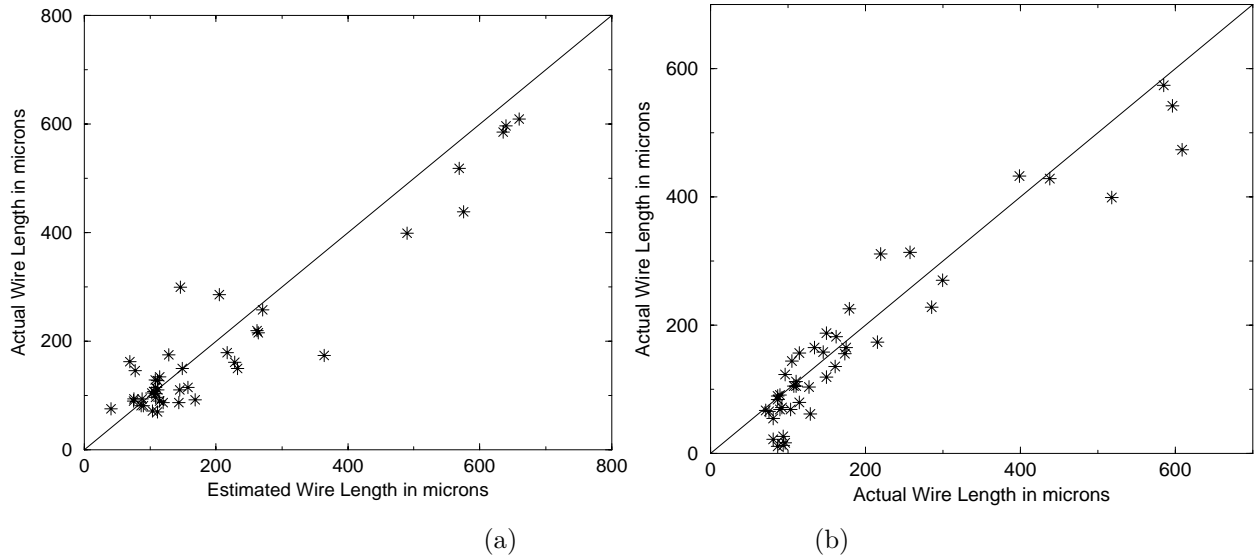 800
600
400
200
0
Actual Wire Length in microns
0 200 400 600 800
Estimated Wire Length in microns
(a)
600
400
200
0
Actual Wire Length in microns
0 200 400 600
Actual Wire Length in microns
(b)